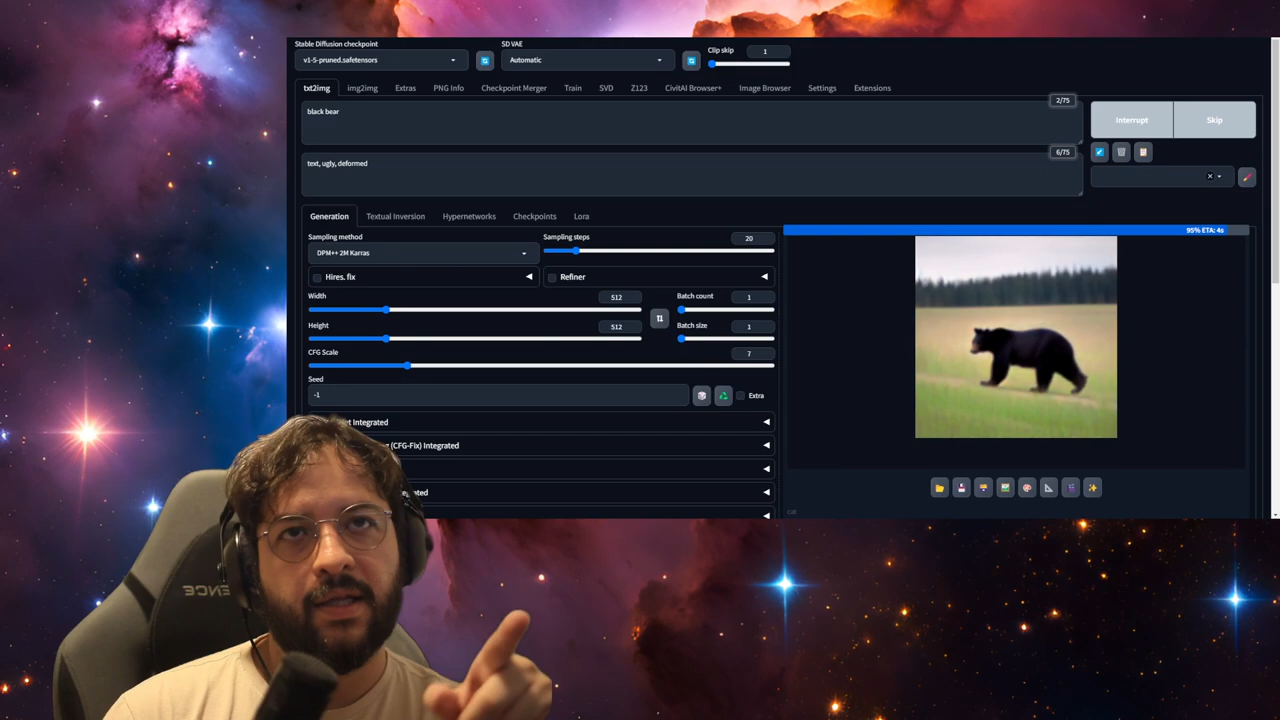 Stable Diffusion checkpoint
SD VAE
Clip skip
1
v1-5-pruned.safetensors
Automatic
txt2img
img2img
Extras
PNG Info
Checkpoint Merger
Train
SVD
Z123
CivitAI Browser+
Image Browser
Settings
Extensions
2/75
black bear
Interrupt
Skip
6/75
text, ugly, deformed
Generation
Textual Inversion
Hypernetworks
Checkpoints
Lora
95% ETA: 4s
Sampling method
Sampling steps
20
DPM++ 2M Karras
Hires. fix
Refiner
Width
512
Batch count
1
Height
512
Batch size
1
CFG Scale
7
Seed
-1
Extra
Integrated
(CFG-Fix) Integrated
cat